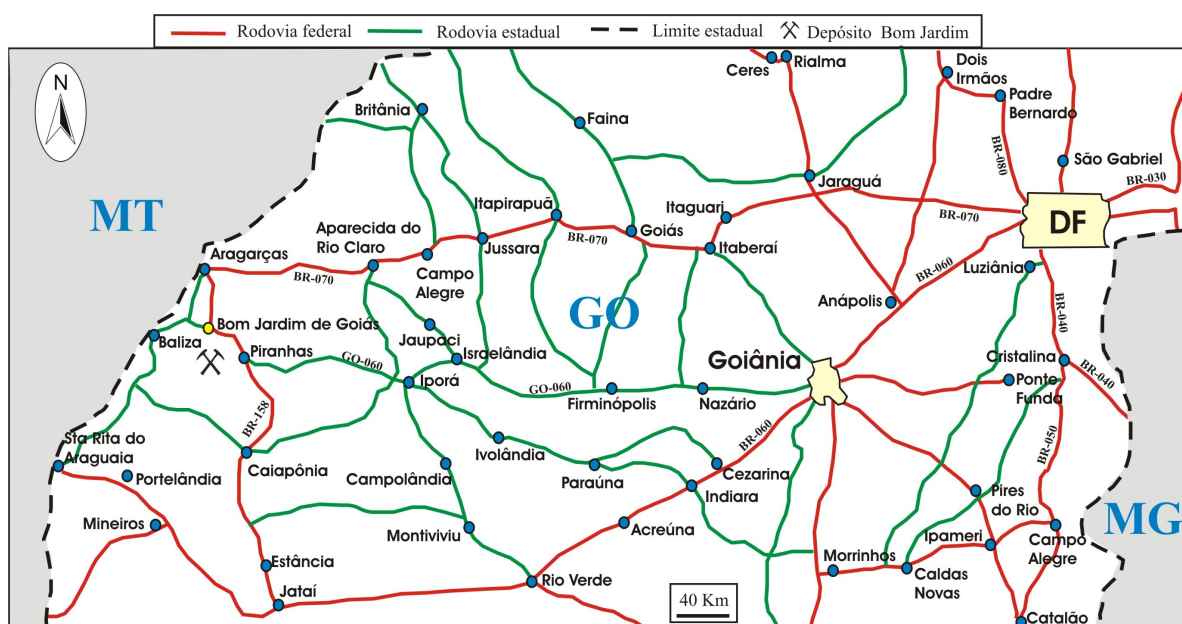 Rodovia federal
Rodovia estadual
Limite estadual
Depósito Bom Jardim
N
MT
GO
DF
MG
Ceres
Rialma
Dois
Irmãos
Padre
Bernardo
Britânia
Faina
BR-080
São Gabriel
BR-030
Jaraguá
Itapirapuã
Itaguari
BR-070
Aparecida do
Rio Claro
Jussara
BR-070
Goiás
Itaberaí
Aragarças
BR-070
Campo
Alegre
BR-060
Luziânia
Anápolis
BR-040
Bom Jardim de Goiás
Baliza
Jaupaci
Piranhas
GO-060
Israelândia
Goiânia
Cristalina
BR-040
Iporá
GO-060
Firminópolis
Nazário
Ponte
Funda
BR-158
BR-060
BR-050
Sta Rita do
Araguaia
Caiapônia
Ivolândia
Portelândia
Campolândia
Paraúna
Cezarina
Indiara
Pires
do Rio
Mineiros
Montividiu
Acreúna
Ipameri
Campo
Alegre
Estância
Morrinhos
Caldas
Novas
Jataí
Rio Verde
40 Km
Catalão